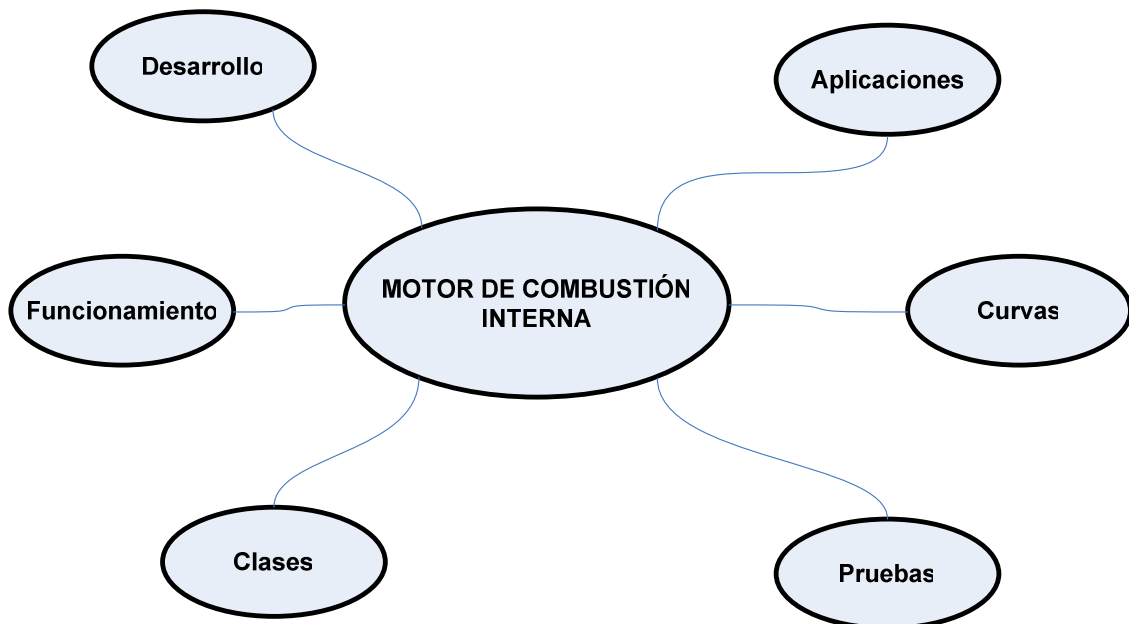 Desarrollo
Aplicaciones
MOTOR DE COMBUSTIÓN
INTERNA
Funcionamiento
Curvas
Clases
Pruebas